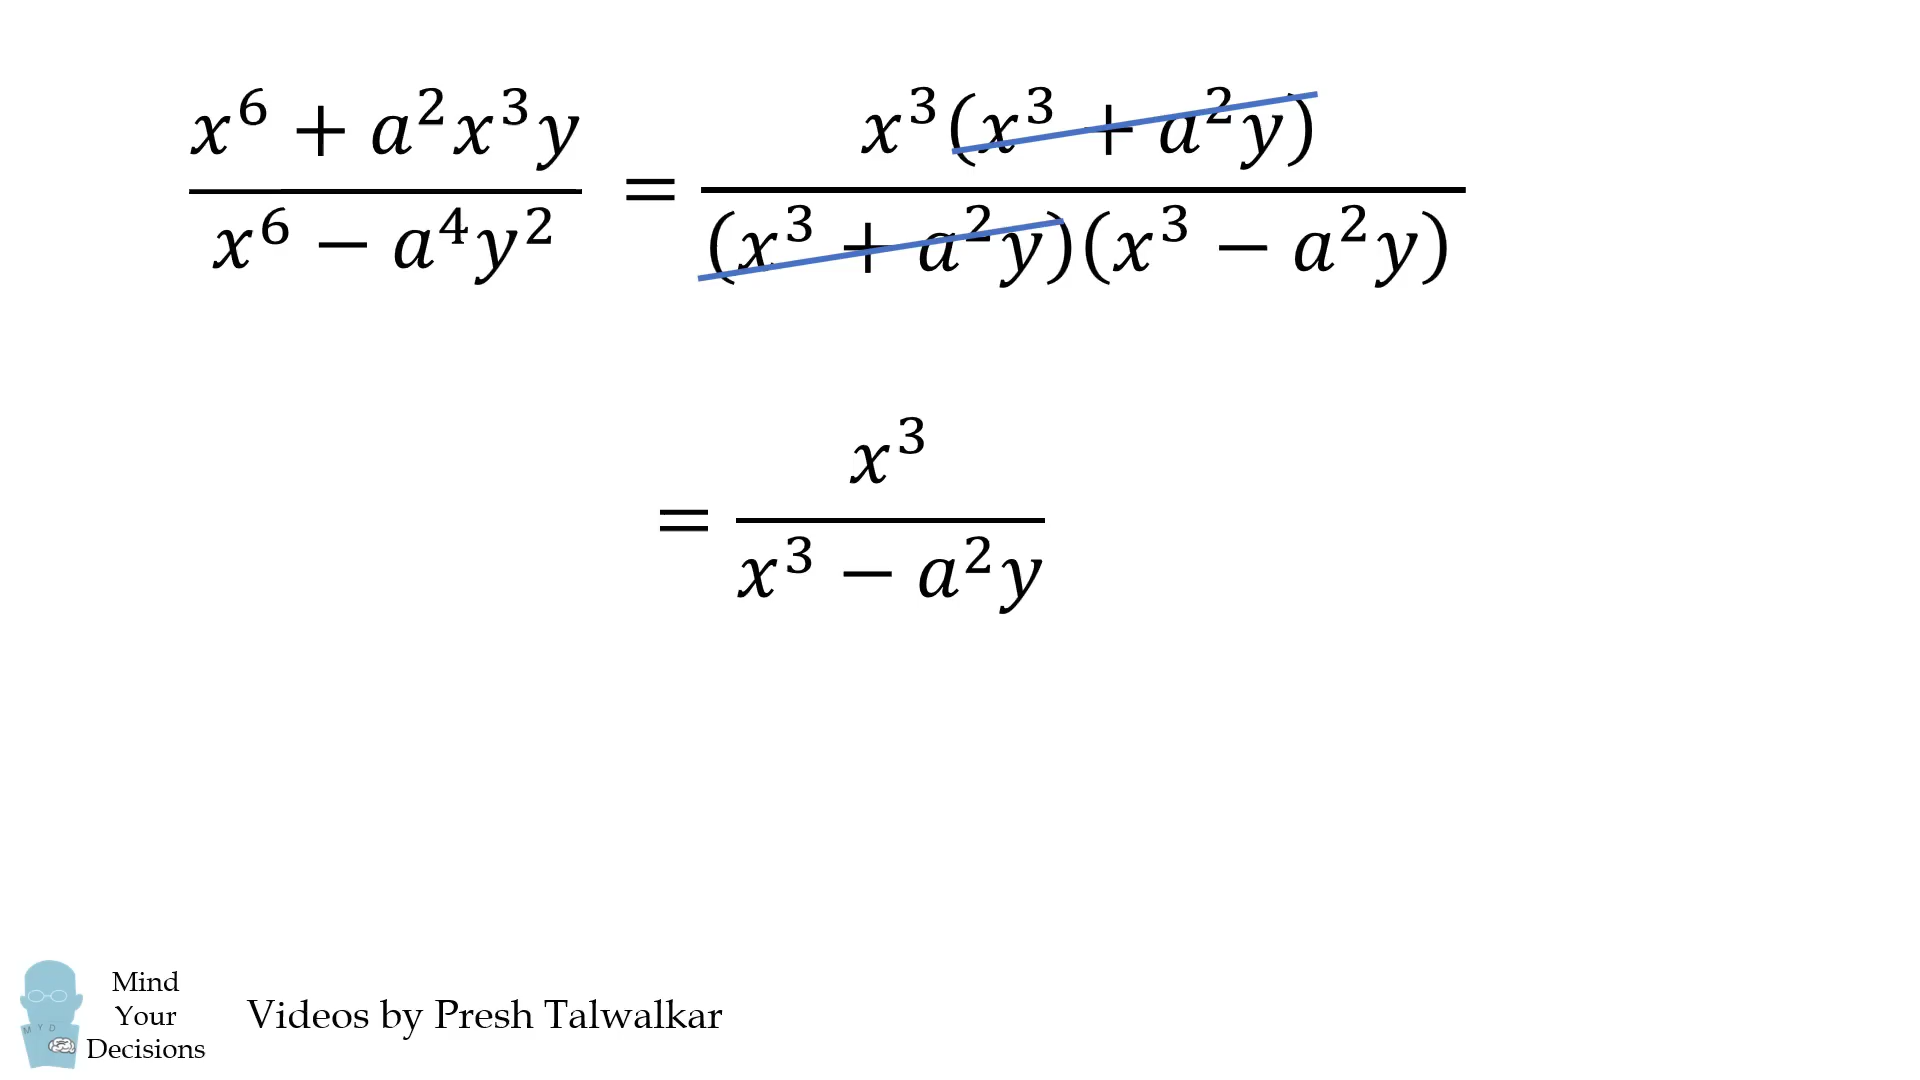 x⁶ + a²x³y / x⁶ − a⁴y² = x³(x³ + a²y) / (x³ + a²y)(x³ − a²y)
= x³ / x³ − a²y
M Y D
Mind
Your
Decisions
Videos by Presh Talwalkar